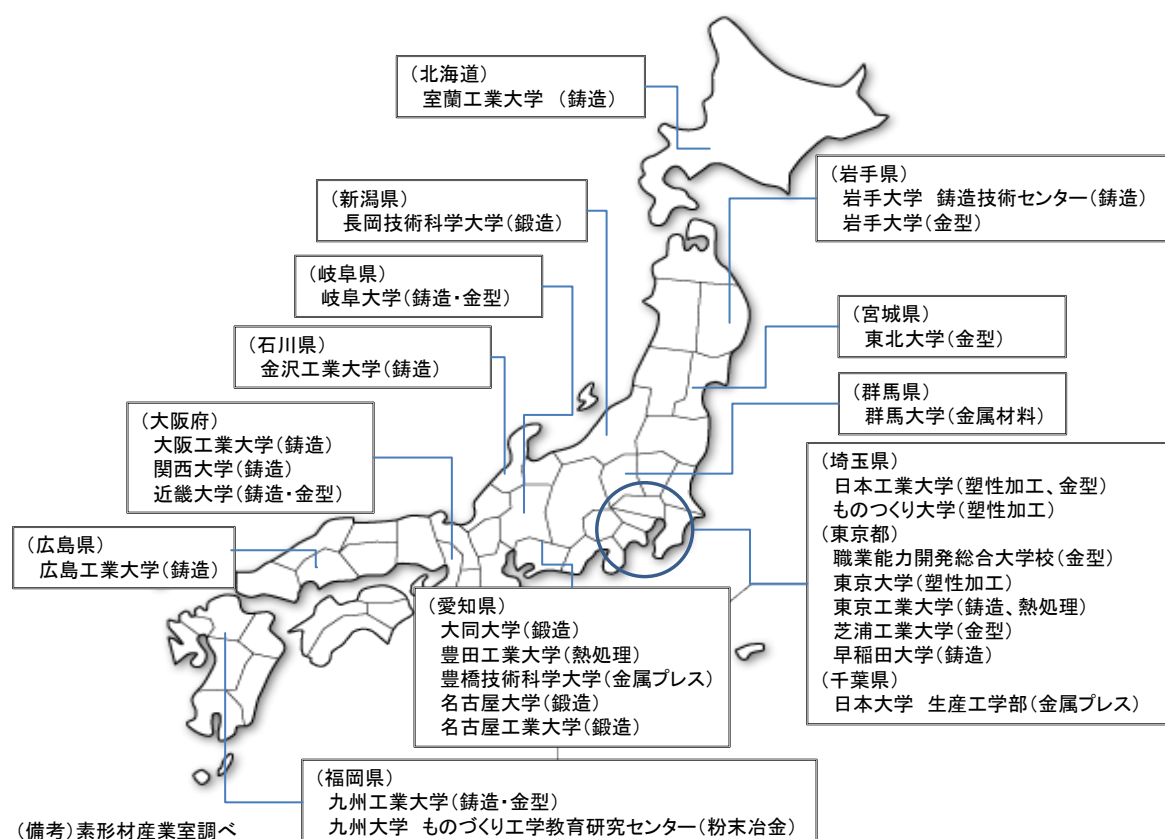 (北海道)
室蘭工業大学 (鋳造)
(岩手県)
岩手大学 鋳造技術センター(鋳造)
岩手大学(金型)
(新潟県)
長岡技術科学大学(鍛造)
(岐阜県)
岐阜大学(鋳造・金型)
(宮城県)
東北大学(金型)
(石川県)
金沢工業大学(鋳造)
(群馬県)
群馬大学(金属材料)
(大阪府)
大阪工業大学(鋳造)
関西大学(鋳造)
近畿大学(鋳造・金型)
(埼玉県)
日本工業大学(塑性加工、金型)
ものつくり大学(塑性加工)
(東京都)
職業能力開発総合大学校(金型)
東京大学(塑性加工)
東京工業大学(鋳造、熱処理)
芝浦工業大学(金型)
早稲田大学(鋳造)
(千葉県)
日本大学 生産工学部(金属プレス)
(広島県)
広島工業大学(鋳造)
(愛知県)
大同大学(鍛造)
豊田工業大学(熱処理)
豊橋技術科学大学(金属プレス)
名古屋大学(鍛造)
名古屋工業大学(鍛造)
(福岡県)
九州工業大学(鋳造・金型)
九州大学 ものづくり工学教育研究センター(粉末冶金)
(備考)素形材産業室調べ